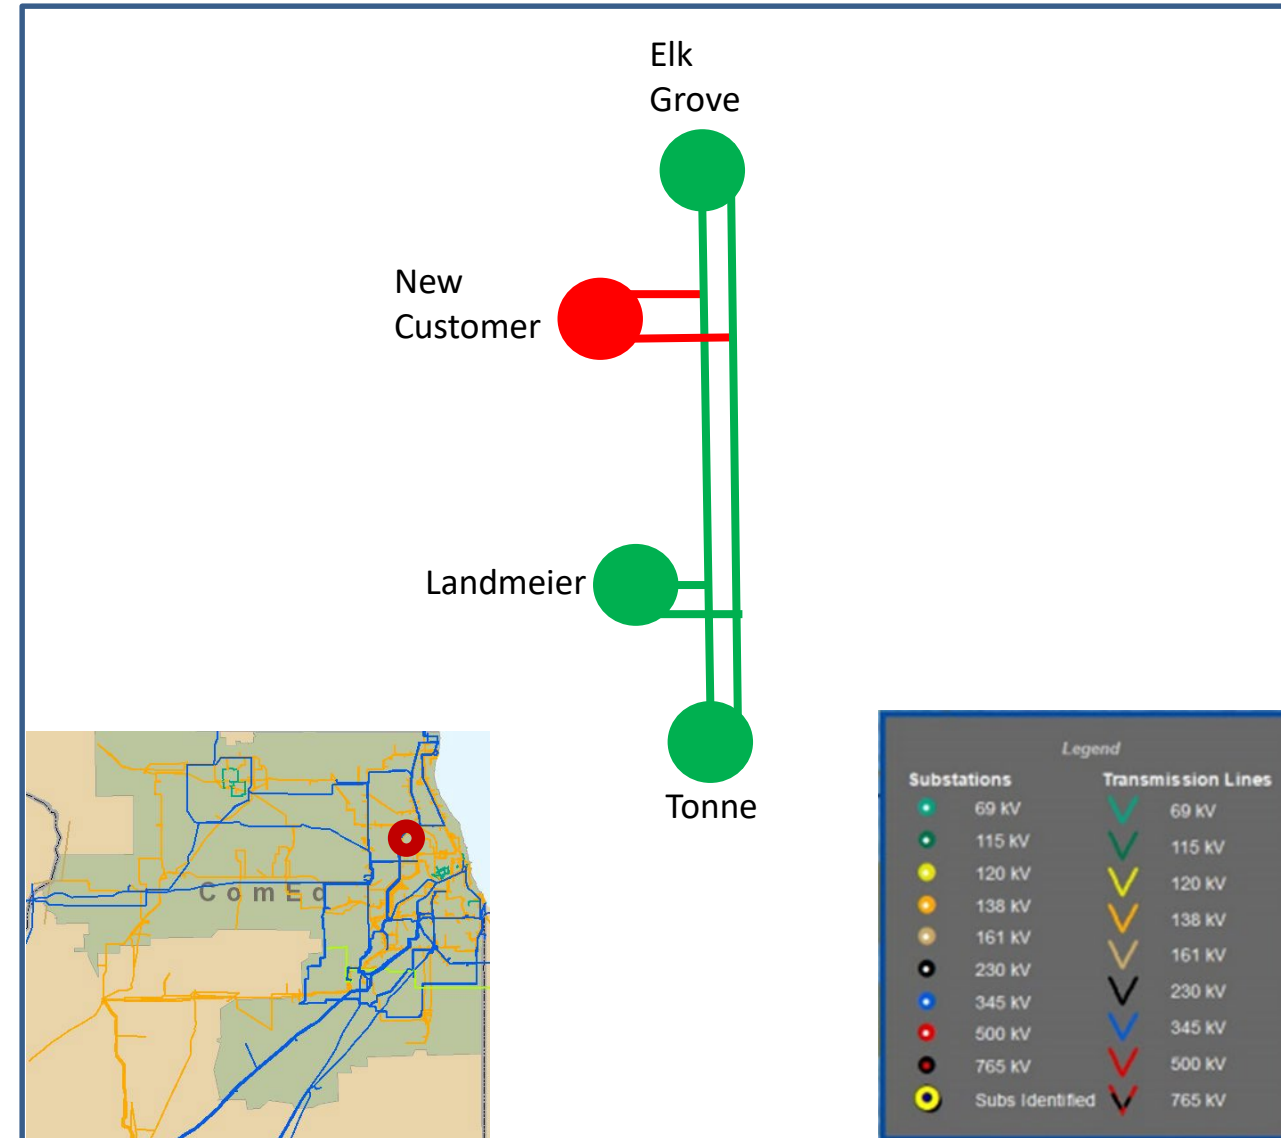 Elk
Grove
New
Customer
Landmeier
Tonne
ComEd
Legend
Substations Transmission Lines
69 kV 69 kV
115 kV 115 kV
120 kV 120 kV
138 kV 138 kV
161 kV 161 kV
230 kV 230 kV
345 kV 345 kV
500 kV 500 kV
765 kV 765 kV
Subs Identified